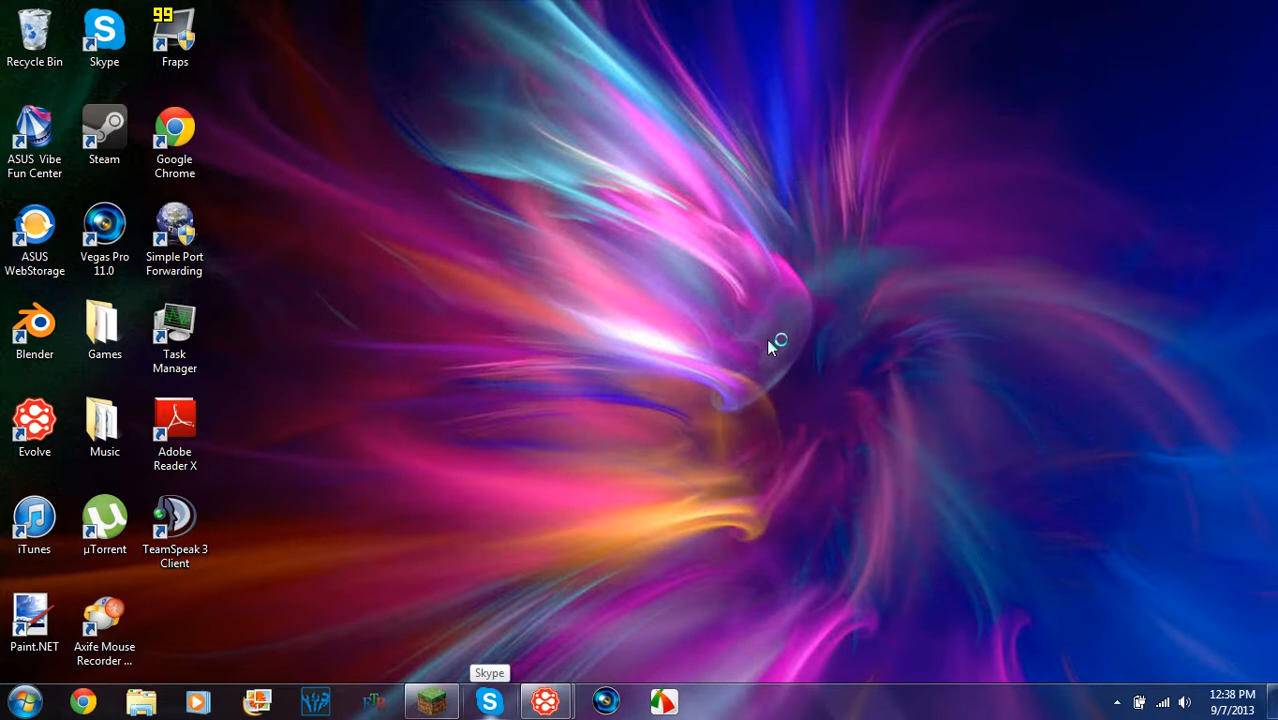 99
Recycle Bin
Skype
Fraps
ASUS Vibe
Fun Center
Steam
Google
Chrome
ASUS
WebStorage
Vegas Pro
11.0
Simple Port
Forwarding
Blender
Games
Task
Manager
Evolve
Music
Adobe
Reader X
iTunes
µTorrent
TeamSpeak 3
Client
Paint.NET
Axife Mouse
Recorder ...
Skype
FTB
12:38 PM
9/7/2013